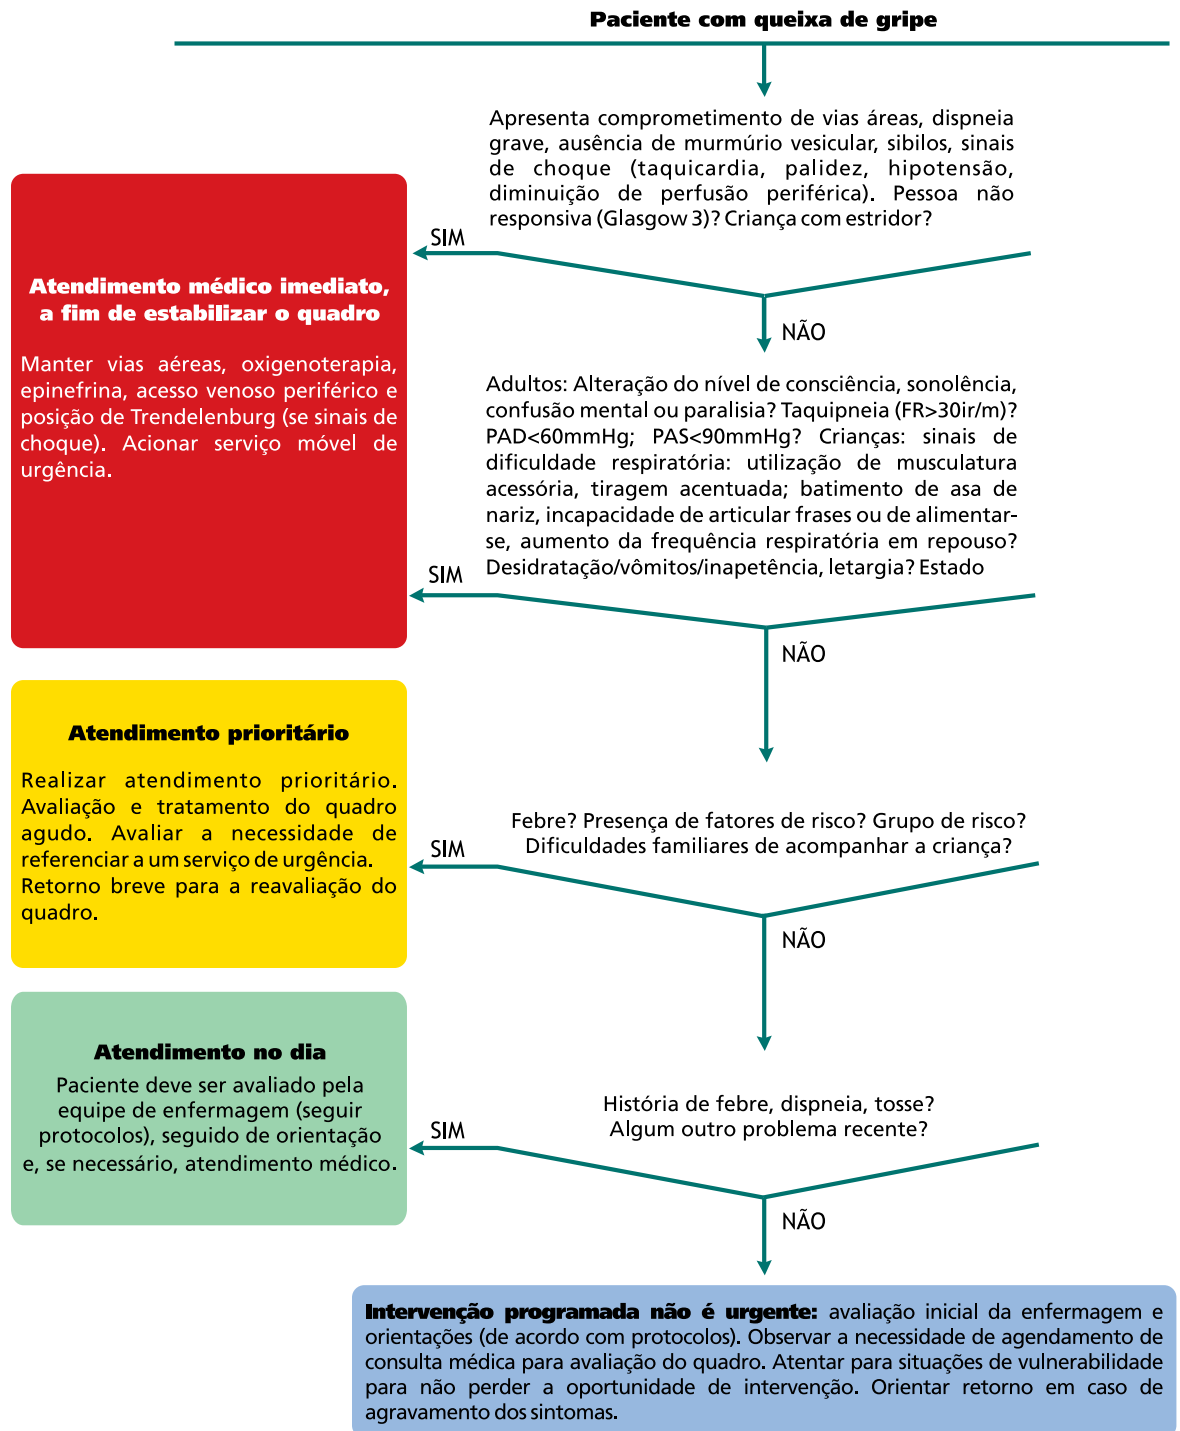 Paciente com queixa de gripe
Apresenta comprometimento de vias áreas, dispneia
grave, ausência de murmúrio vesicular, sibilos, sinais
de choque (taquicardia, palidez, hipotensão,
diminuição de perfusão periférica). Pessoa não
responsiva (Glasgow 3)? Criança com estridor?
SIM
Atendimento médico imediato,
a fim de estabilizar o quadro
Manter vias aéreas, oxigenoterapia,
epinefrina, acesso venoso periférico e
posição de Trendelenburg (se sinais de
choque). Acionar serviço móvel de
urgência.
NÃO
Adultos: Alteração do nível de consciência, sonolência,
confusão mental ou paralisia? Taquipneia (FR>30ir/m)?
PAD<60mmHg; PAS<90mmHg? Crianças: sinais de
dificuldade respiratória: utilização de musculatura
acessória, tiragem acentuada; batimento de asa de
nariz, incapacidade de articular frases ou de alimentar-
se, aumento da frequência respiratória em repouso?
Desidratação/vômitos/inapetência, letargia? Estado
SIM
NÃO
Atendimento prioritário
Realizar atendimento prioritário.
Avaliação e tratamento do quadro
agudo. Avaliar a necessidade de
referenciar a um serviço de urgência.
Retorno breve para a reavaliação do
quadro.
Febre? Presença de fatores de risco? Grupo de risco?
Dificuldades familiares de acompanhar a criança?
SIM
NÃO
Atendimento no dia
Paciente deve ser avaliado pela
equipe de enfermagem (seguir
protocolos), seguido de orientação
e, se necessário, atendimento médico.
História de febre, dispneia, tosse?
Algum outro problema recente?
SIM
NÃO
Intervenção programada não é urgente: avaliação inicial da enfermagem e
orientações (de acordo com protocolos). Observar a necessidade de agendamento de
consulta médica para avaliação do quadro. Atentar para situações de vulnerabilidade
para não perder a oportunidade de intervenção. Orientar retorno em caso de
agravamento dos sintomas.